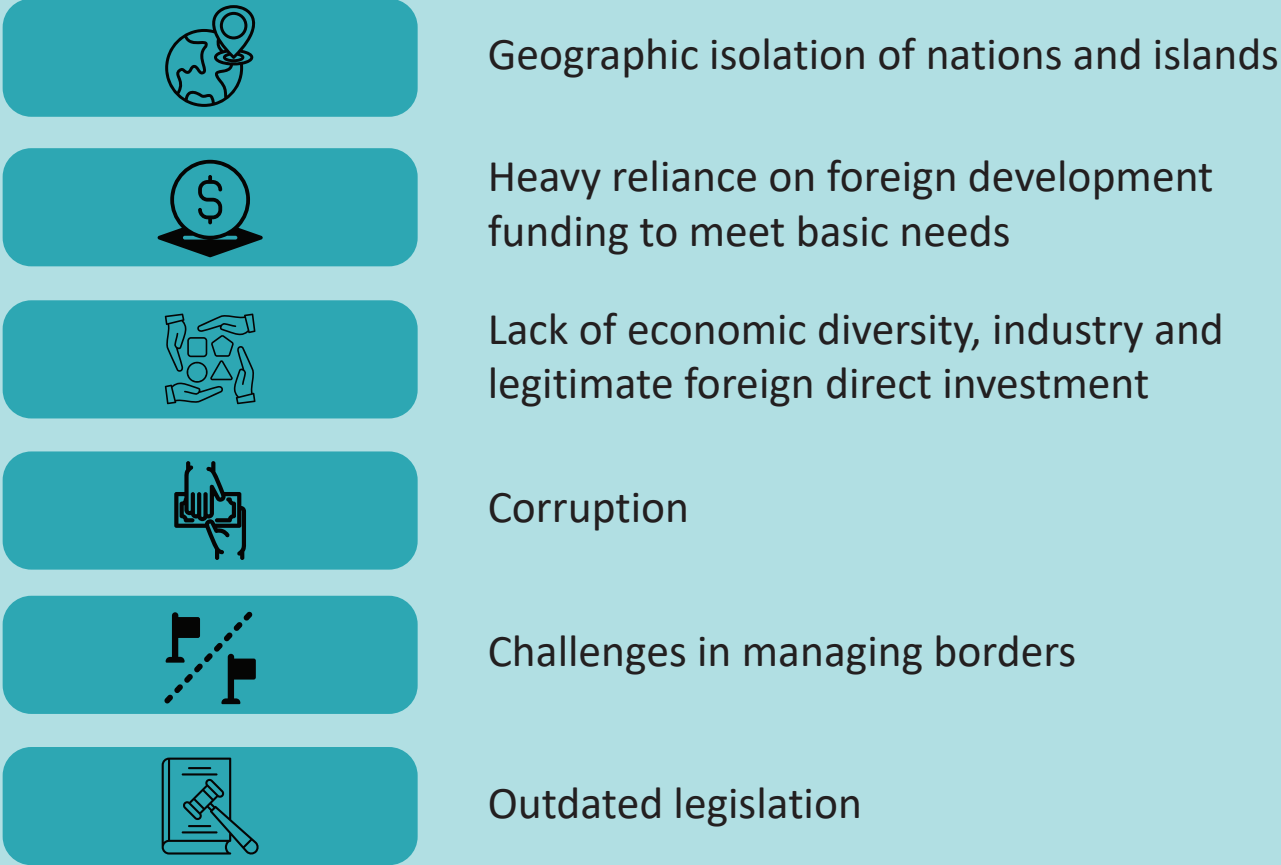 Geographic isolation of nations and islands
Heavy reliance on foreign development
funding to meet basic needs
Lack of economic diversity, industry and
legitimate foreign direct investment
Corruption
Challenges in managing borders
Outdated legislation